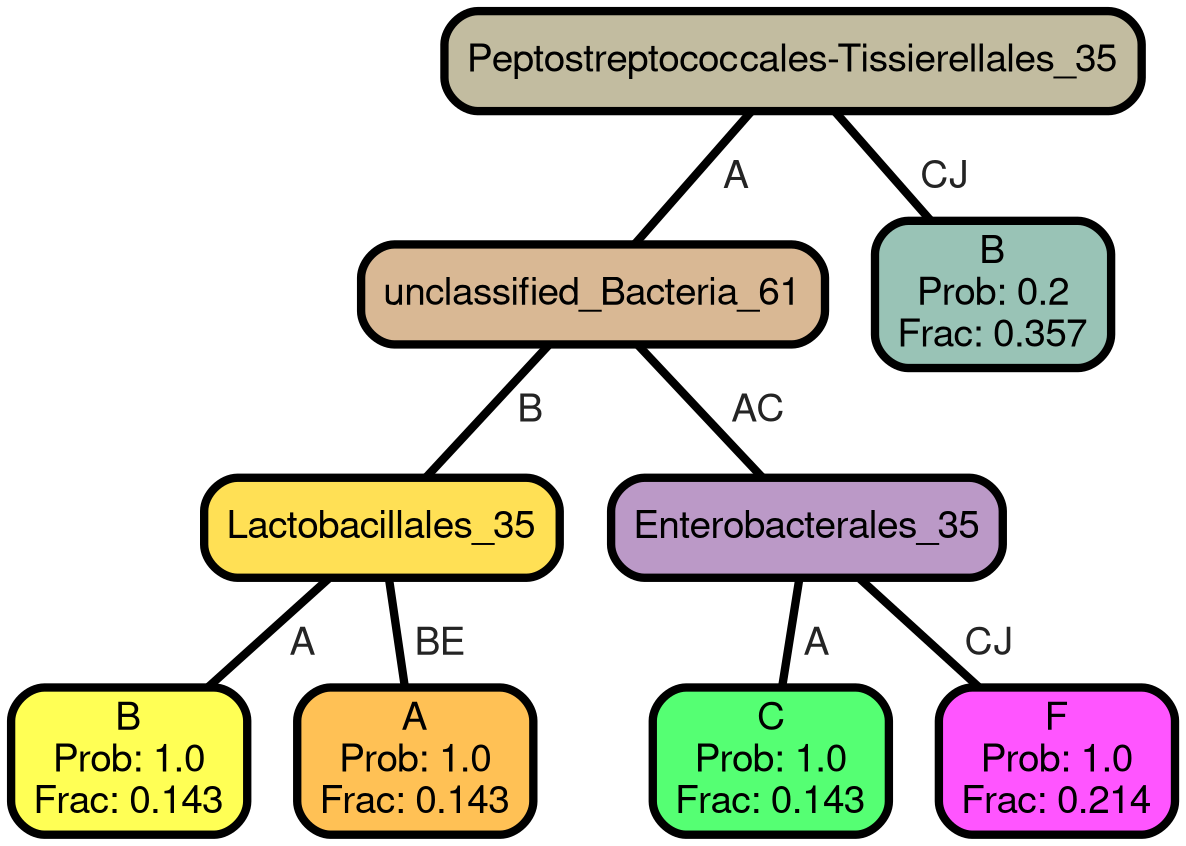 Peptostreptococcales-Tissierellales_35
A
CJ
unclassified_Bacteria_61
B
Prob: 0.2
Frac: 0.357
B
AC
Lactobacillales_35
Enterobacterales_35
A
BE
A
CJ
B
Prob: 1.0
Frac: 0.143
A
Prob: 1.0
Frac: 0.143
C
Prob: 1.0
Frac: 0.143
F
Prob: 1.0
Frac: 0.214